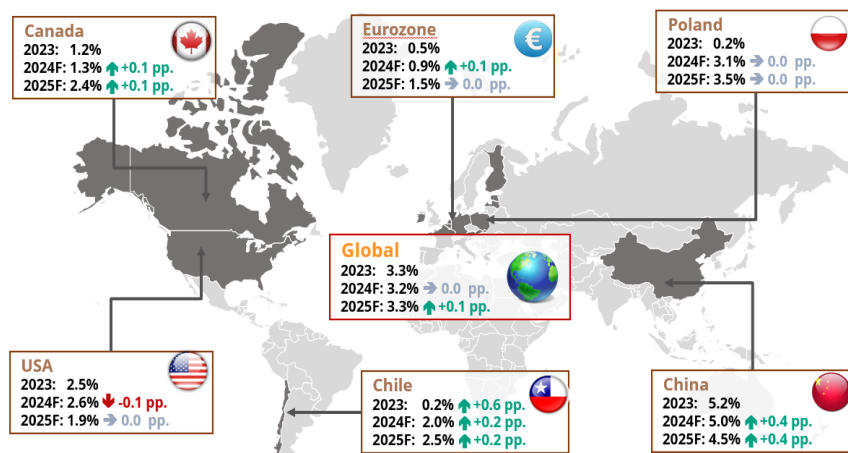 Canada
2023: 1.2%
2024F: 1.3% +0.1 pp.
2025F: 2.4% +0.1 pp.
Eurozone
2023: 0.5%
2024F: 0.9% +0.1 pp.
2025F: 1.5% 0.0 pp.
€
Poland
2023: 0.2%
2024F: 3.1% 0.0 pp.
2025F: 3.5% 0.0 pp.
Global
2023: 3.3%
2024F: 3.2% 0.0 pp.
2025F: 3.3% +0.1 pp.
USA
2023: 2.5%
2024F: 2.6% -0.1 pp.
2025F: 1.9% 0.0 pp.
Chile
2023: 0.2% +0.6 pp.
2024F: 2.0% +0.2 pp.
2025F: 2.5% +0.2 pp.
China
2023: 5.2%
2024F: 5.0% +0.4 pp.
2025F: 4.5% +0.4 pp.